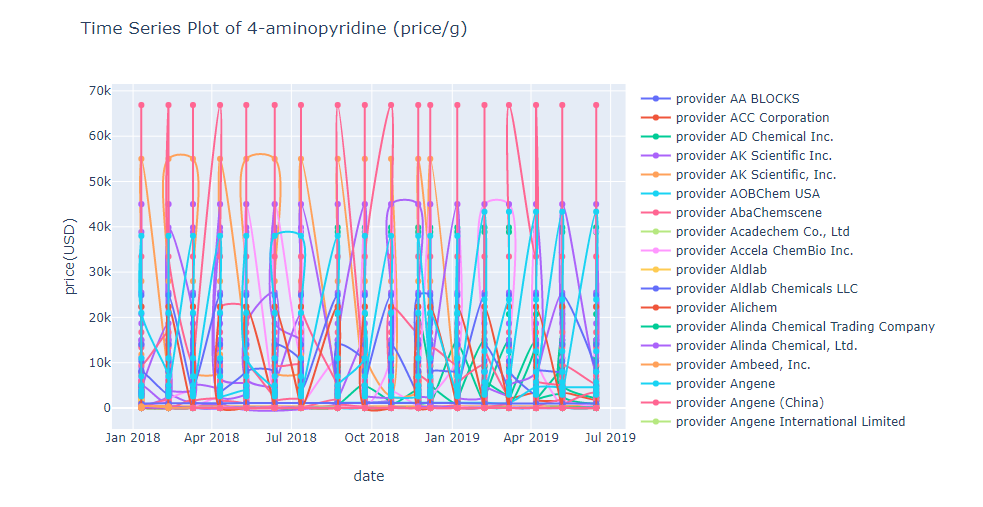 Time Series Plot of 4-aminopyridine (price/g)
70k
60k
50k
40k
30k
20k
10k
0
price(USD)
Jan 2018
Apr 2018
Jul 2018
Oct 2018
Jan 2019
Apr 2019
Jul 2019
date
provider AA BLOCKS
provider ACC Corporation
provider AD Chemical Inc.
provider AK Scientific Inc.
provider AK Scientific, Inc.
provider AOBChem USA
provider AbaChemscene
provider Acadechem Co., Ltd
provider Accela ChemBio Inc.
provider Aldlab
provider Aldlab Chemicals LLC
provider Alichem
provider Alinda Chemical Trading Company
provider Alinda Chemical, Ltd.
provider Ambeed, Inc.
provider Angene
provider Angene (China)
provider Angene International Limited